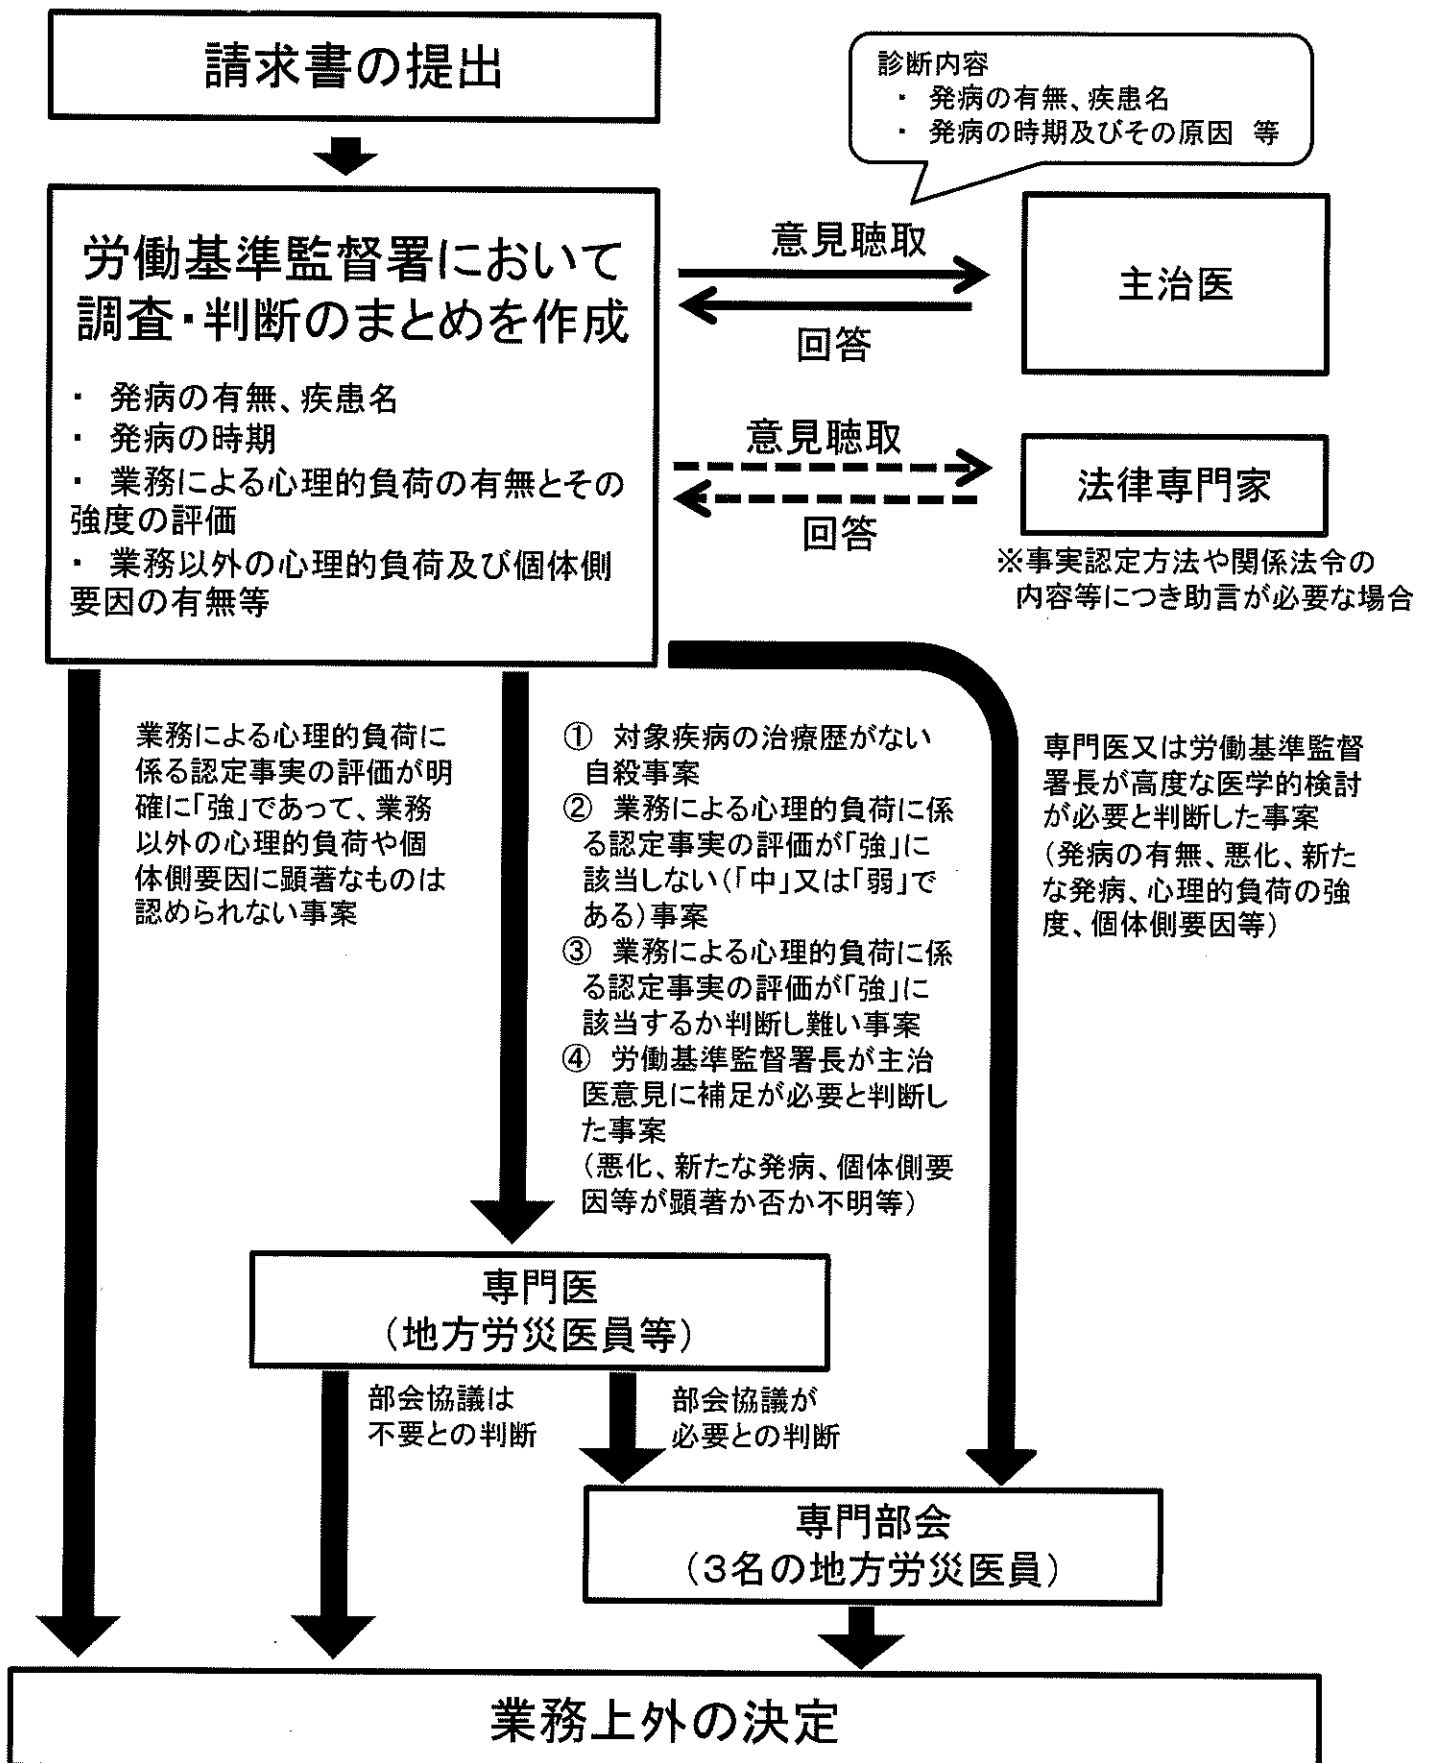 請求書の提出
診断内容
・ 発病の有無、疾患名
・ 発病の時期及びその原因 等
労働基準監督署において
調査・判断のまとめを作成
・ 発病の有無、疾患名
・ 発病の時期
・ 業務による心理的負荷の有無とその
強度の評価
・ 業務以外の心理的負荷及び個体側
要因の有無等
意見聴取
回答
主治医
意見聴取
回答
法律専門家
※事実認定方法や関係法令の
内容等につき助言が必要な場合
業務による心理的負荷に
係る認定事実の評価が明
確に「強」であって、業務
以外の心理的負荷や個
体側要因に顕著なものは
認められない事案
① 対象疾病の治療歴がない
自殺事案
② 業務による心理的負荷に係
る認定事実の評価が「強」に
該当しない(「中」又は「弱」で
ある)事案
③ 業務による心理的負荷に係
る認定事実の評価が「強」に
該当するか判断し難い事案
④ 労働基準監督署長が主治
医意見に補足が必要と判断し
た事案
(悪化、新たな発病、個体側要
因等が顕著か否か不明等)
専門医又は労働基準監督
署長が高度な医学的検討
が必要と判断した事案
(発病の有無、悪化、新た
な発病、心理的負荷の強
度、個体側要因等)
専門医
(地方労災医員等)
部会協議は
不要との判断
部会協議が
必要との判断
専門部会
(3名の地方労災医員)
業務上外の決定